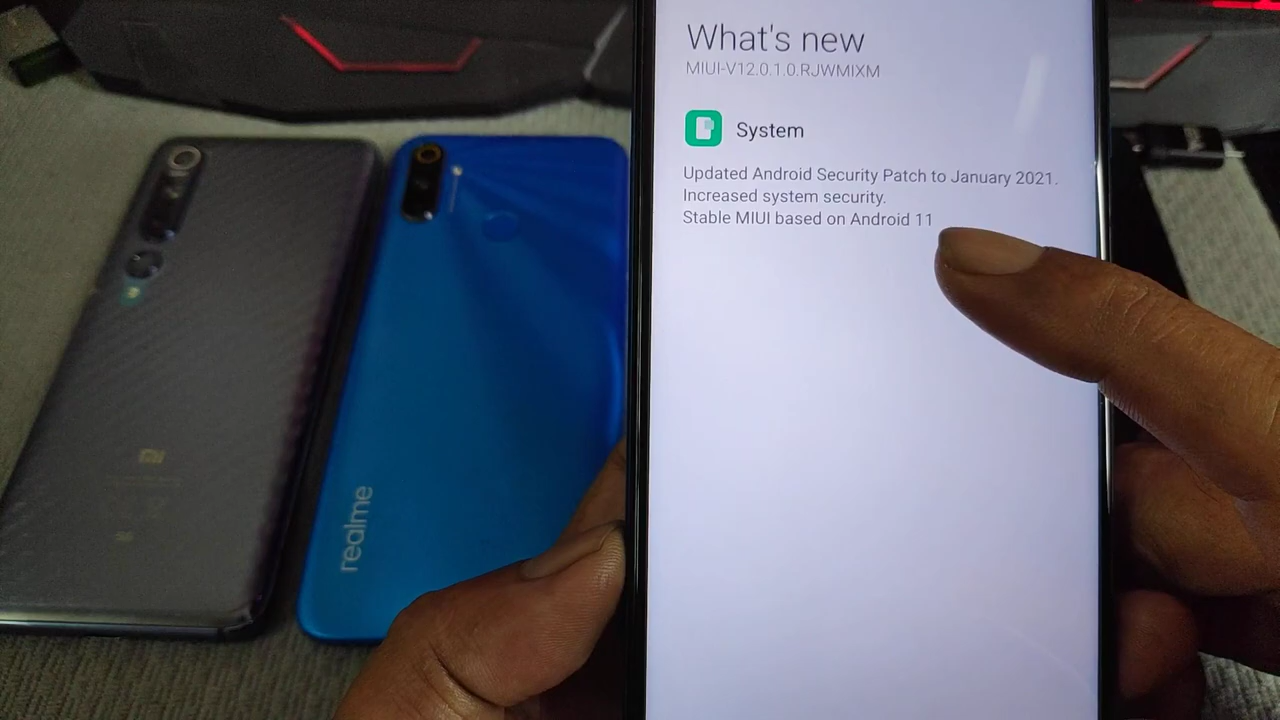 What's new
MIUI-V12.0.1.0.RJWMIXM
System
Updated Android Security Patch to January 2021.
Increased system security.
Stable MIUI based on Android 11
realme